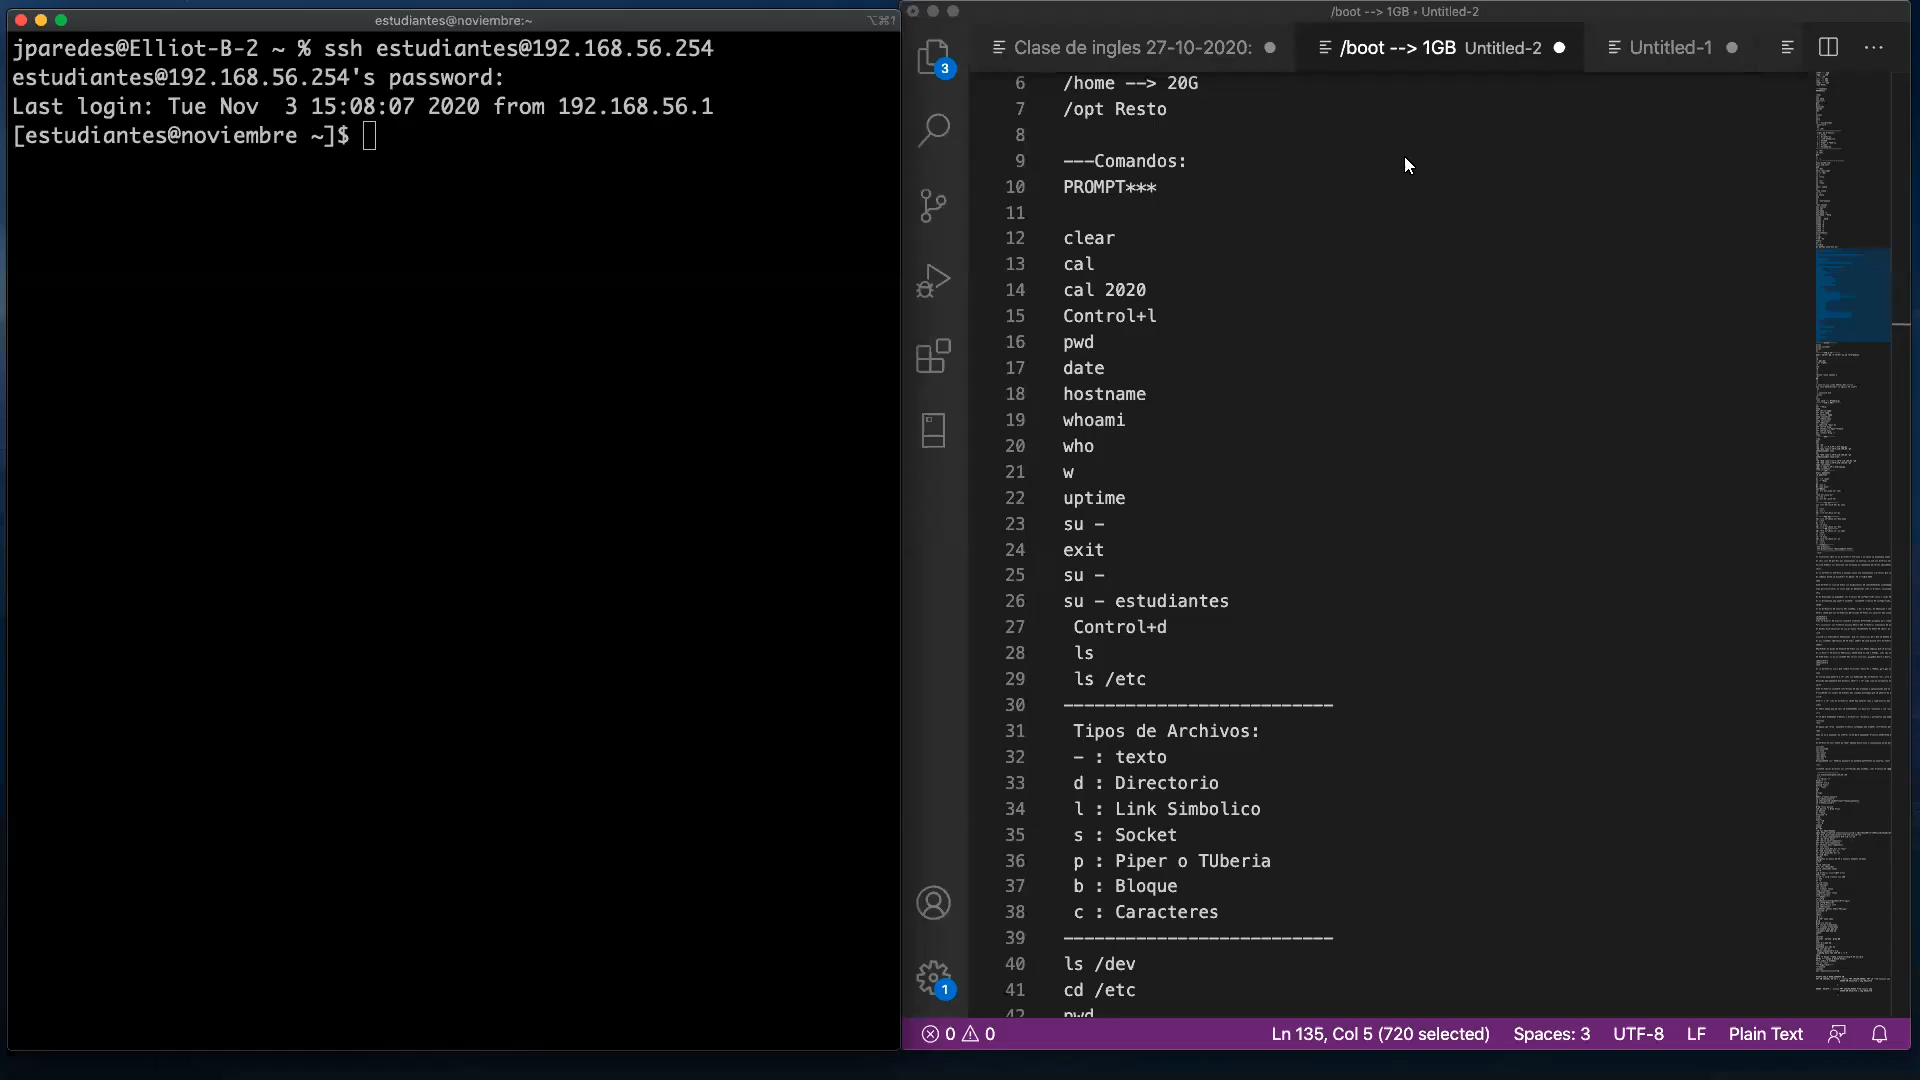 estudiantes@noviembre:~
⌥⌘1
jparedes@Elliot-B-2 ~ % ssh estudiantes@192.168.56.254
estudiantes@192.168.56.254's password:
Last login: Tue Nov  3 15:08:07 2020 from 192.168.56.1
[estudiantes@noviembre ~]$
/boot --> 1GB • Untitled-2
Clase de ingles 27-10-2020:
/boot --> 1GB Untitled-2
Untitled-1
3
6 /home --> 20G
7 /opt Resto
8
9 ---Comandos:
10 PROMPT***
11
12 clear
13 cal
14 cal 2020
15 Control+l
16 pwd
17 date
18 hostname
19 whoami
20 who
21 w
22 uptime
23 su -
24 exit
25 su -
26 su - estudiantes
27 Control+d
28 ls
29 ls /etc
30 --------------------------
31 Tipos de Archivos:
32 - : texto
33 d : Directorio
34 l : Link Simbolico
35 s : Socket
36 p : Piper o TUberia
37 b : Bloque
38 c : Caracteres
39 --------------------------
40 ls /dev
41 cd /etc
42 pwd
1
0 0
Ln 135, Col 5 (720 selected)
Spaces: 3
UTF-8
LF
Plain Text